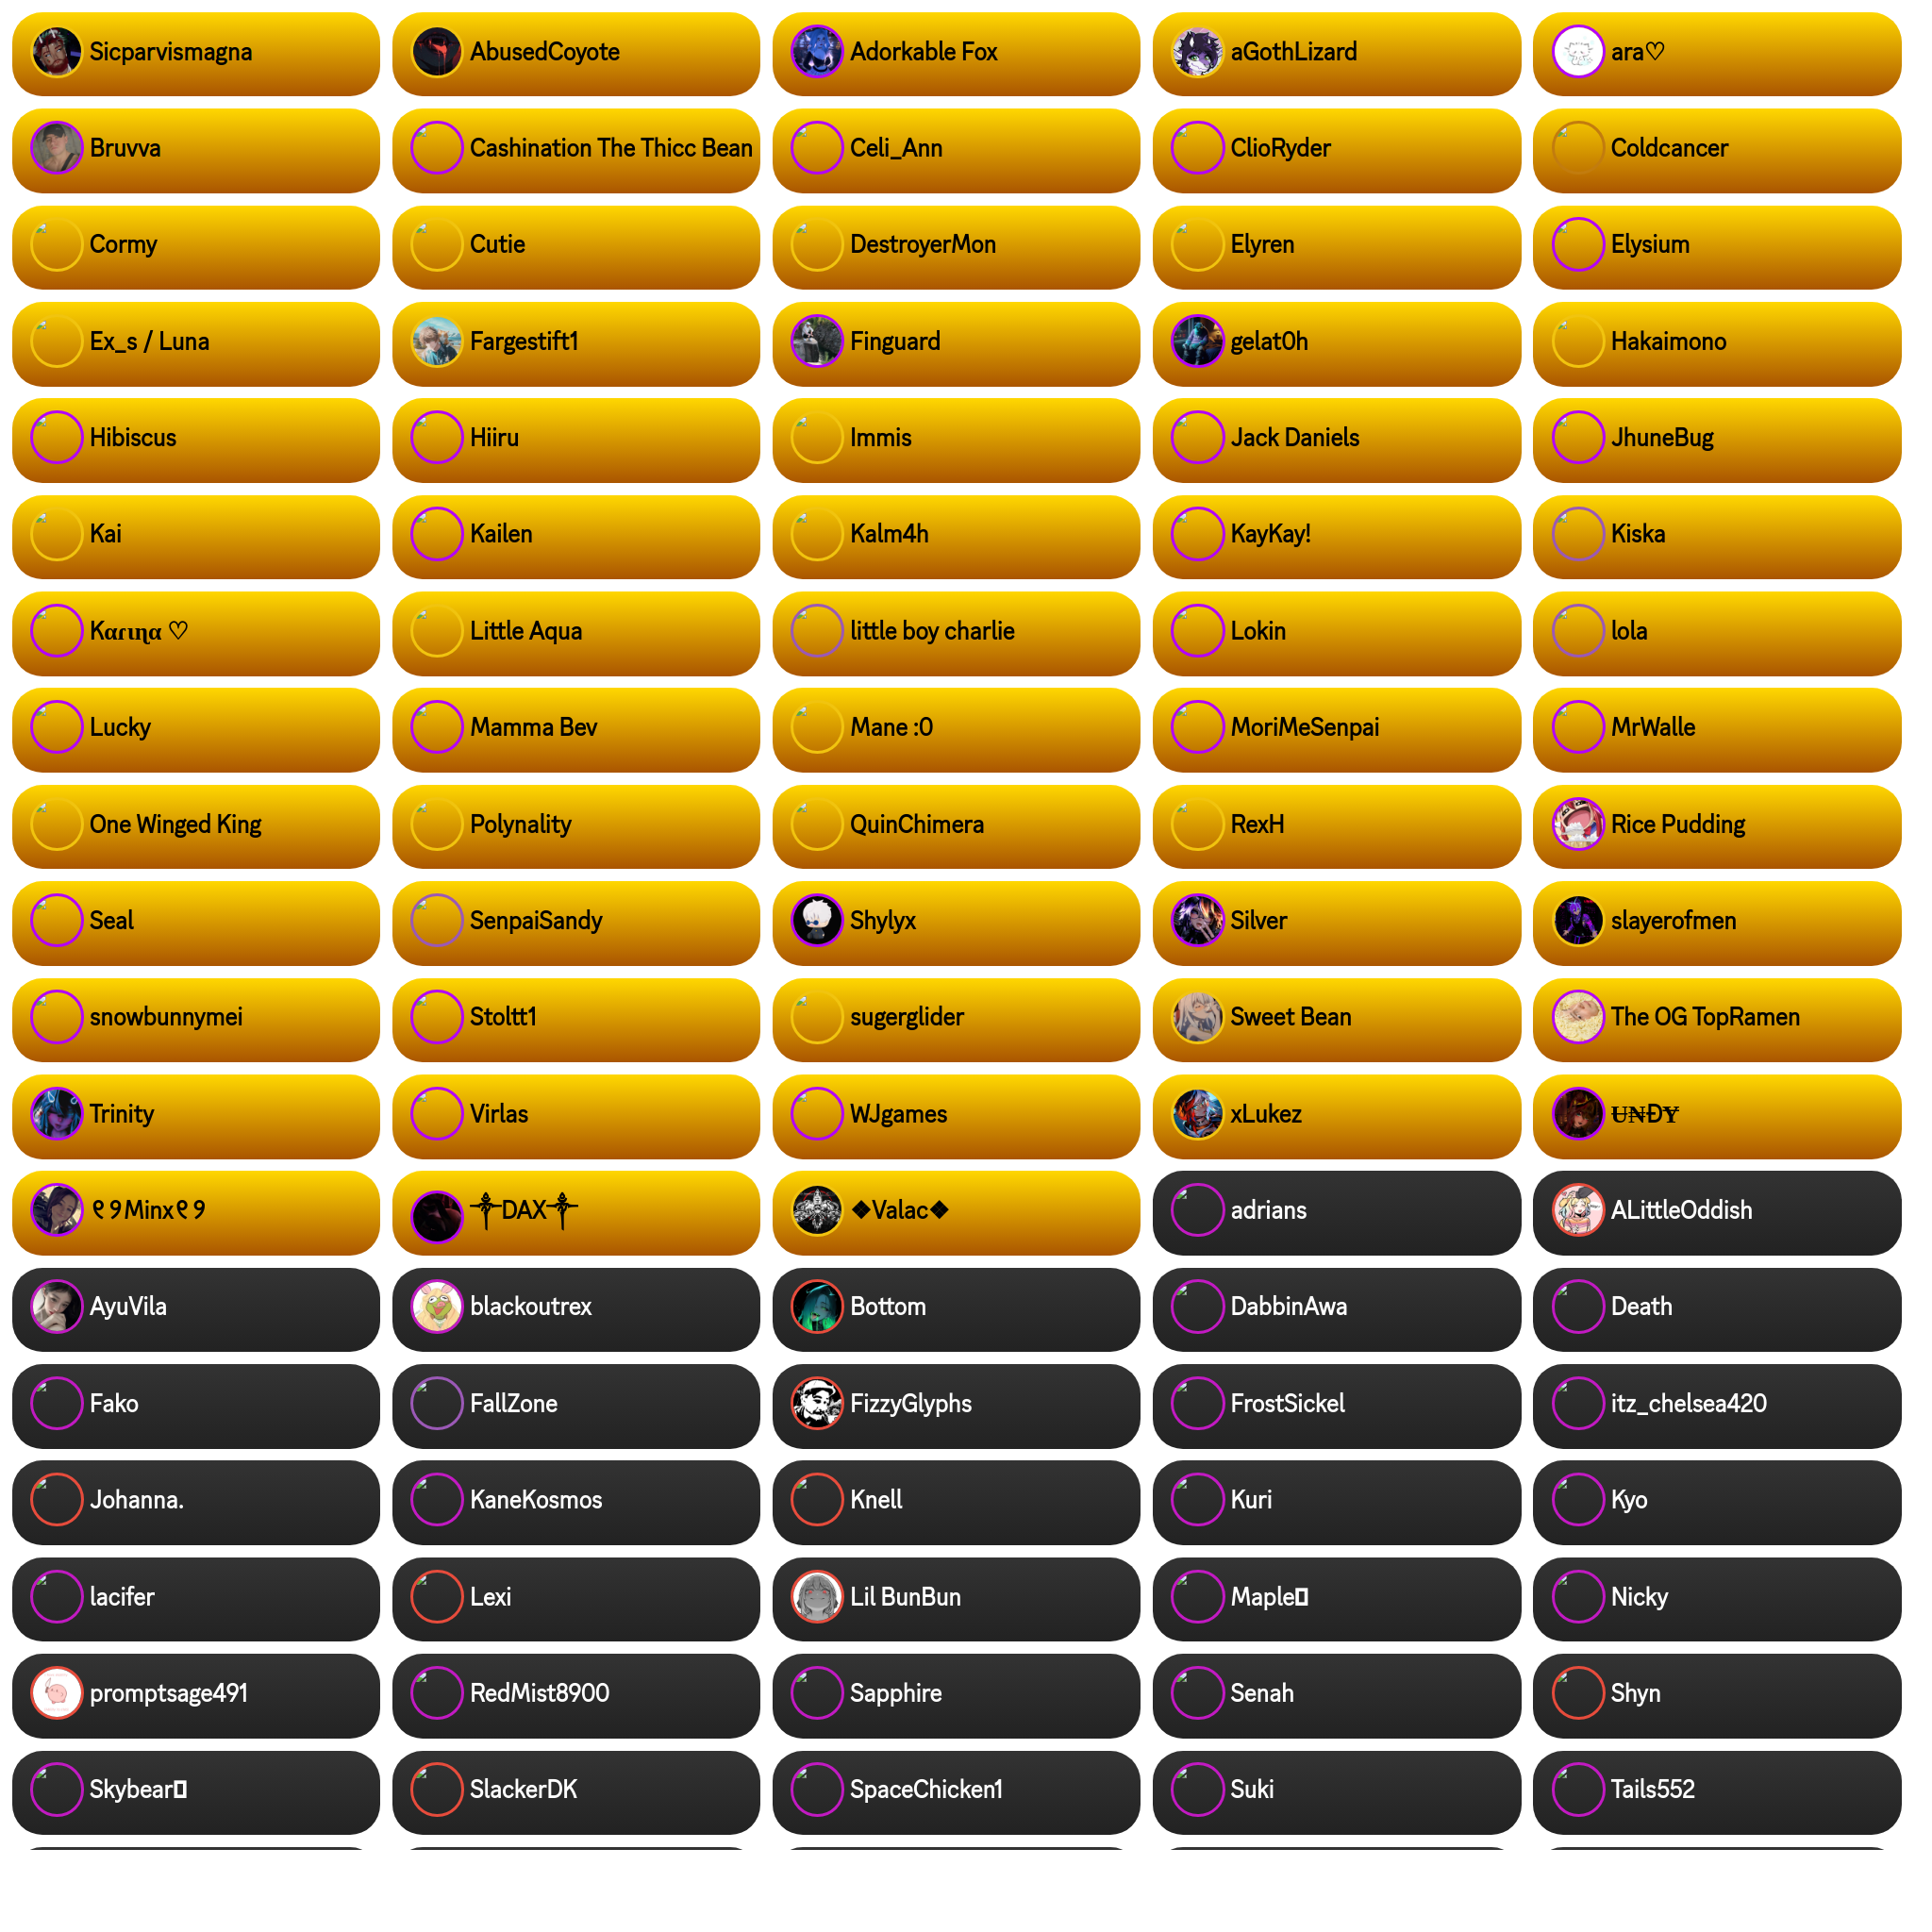 Sicparvismagna
AbusedCoyote
Adorkable Fox
aGothLizard
ara♡
Bruvva
Cashination The Thicc Bean
Celi_Ann
ClioRyder
Coldcancer
Cormy
Cutie
DestroyerMon
Elyren
Elysium
Ex_s / Luna
Fargestift1
Finguard
gelat0h
Hakaimono
Hibiscus
Hiiru
Immis
Jack Daniels
JhuneBug
Kai
Kailen
Kalm4h
KayKay!
Kiska
Kαɾιɳα ♡
Little Aqua
little boy charlie
Lokin
lola
Lucky
Mamma Bev
Mane :0
MoriMeSenpai
MrWalle
One Winged King
Polynality
QuinChimera
RexH
Rice Pudding
Seal
SenpaiSandy
Shylyx
Silver
slayerofmen
snowbunnymei
Stoltt1
sugerglider
Sweet Bean
The OG TopRamen
Trinity
Virlas
WJgames
xLukez
U̶₦ĐY̶
୧୨Minx୧୨
⸸DAX⸸
❖Valac❖
adrians
ALittleOddish
AyuVila
blackoutrex
Bottom
DabbinAwa
Death
Fako
FallZone
FizzyGlyphs
FrostSickel
itz_chelsea420
Johanna.
KaneKosmos
Knell
Kuri
Kyo
lacifer
Lexi
Lil BunBun
Maple
Nicky
promptsage491
RedMist8900
Sapphire
Senah
Shyn
Skybear
SlackerDK
SpaceChicken1
Suki
Tails552